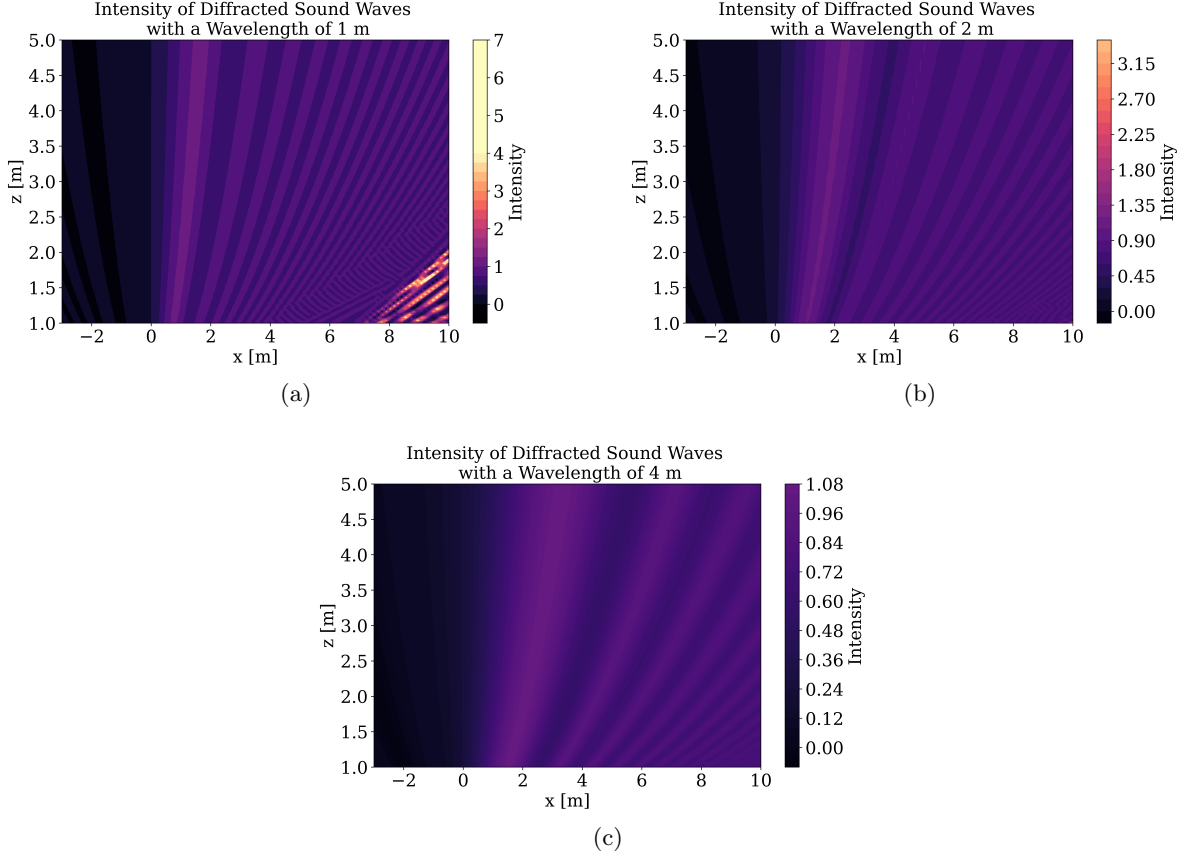 Intensity of Diffracted Sound Waves
with a Wavelength of 1 m
5.0
4.5
4.0
3.5
3.0
2.5
2.0
1.5
1.0
z [m]
−2 0 2 4 6 8 10
x [m]
7
6
5
4
3
2
1
0
Intensity
(a)
Intensity of Diffracted Sound Waves
with a Wavelength of 2 m
5.0
4.5
4.0
3.5
3.0
2.5
2.0
1.5
1.0
z [m]
−2 0 2 4 6 8 10
x [m]
3.15
2.70
2.25
1.80
1.35
0.90
0.45
0.00
Intensity
(b)
Intensity of Diffracted Sound Waves
with a Wavelength of 4 m
5.0
4.5
4.0
3.5
3.0
2.5
2.0
1.5
1.0
z [m]
−2 0 2 4 6 8 10
x [m]
1.08
0.96
0.84
0.72
0.60
0.48
0.36
0.24
0.12
0.00
Intensity
(c)